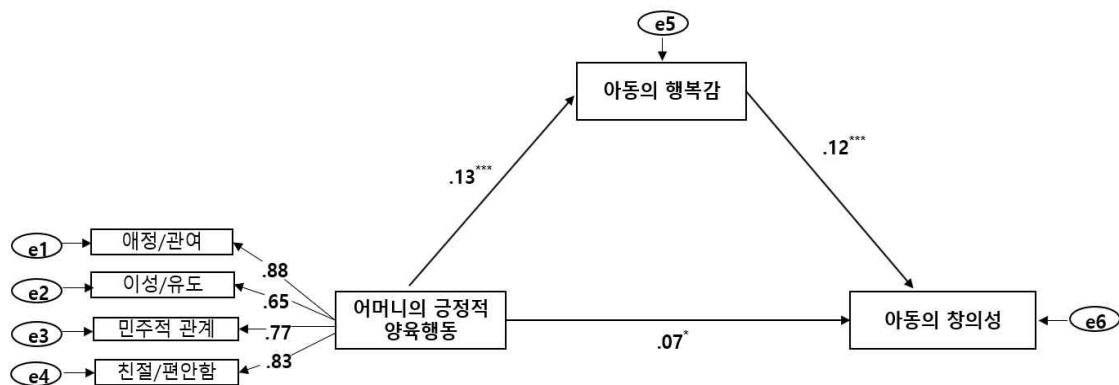 e5
아동의 행복감
.13***
.12***
e1
애정/관여
.88
e2
이성/유도
.65
e3
민주적 관계
.77
e4
친절/편안함
.83
어머니의 긍정적
양육행동
.07*
아동의 창의성
e6